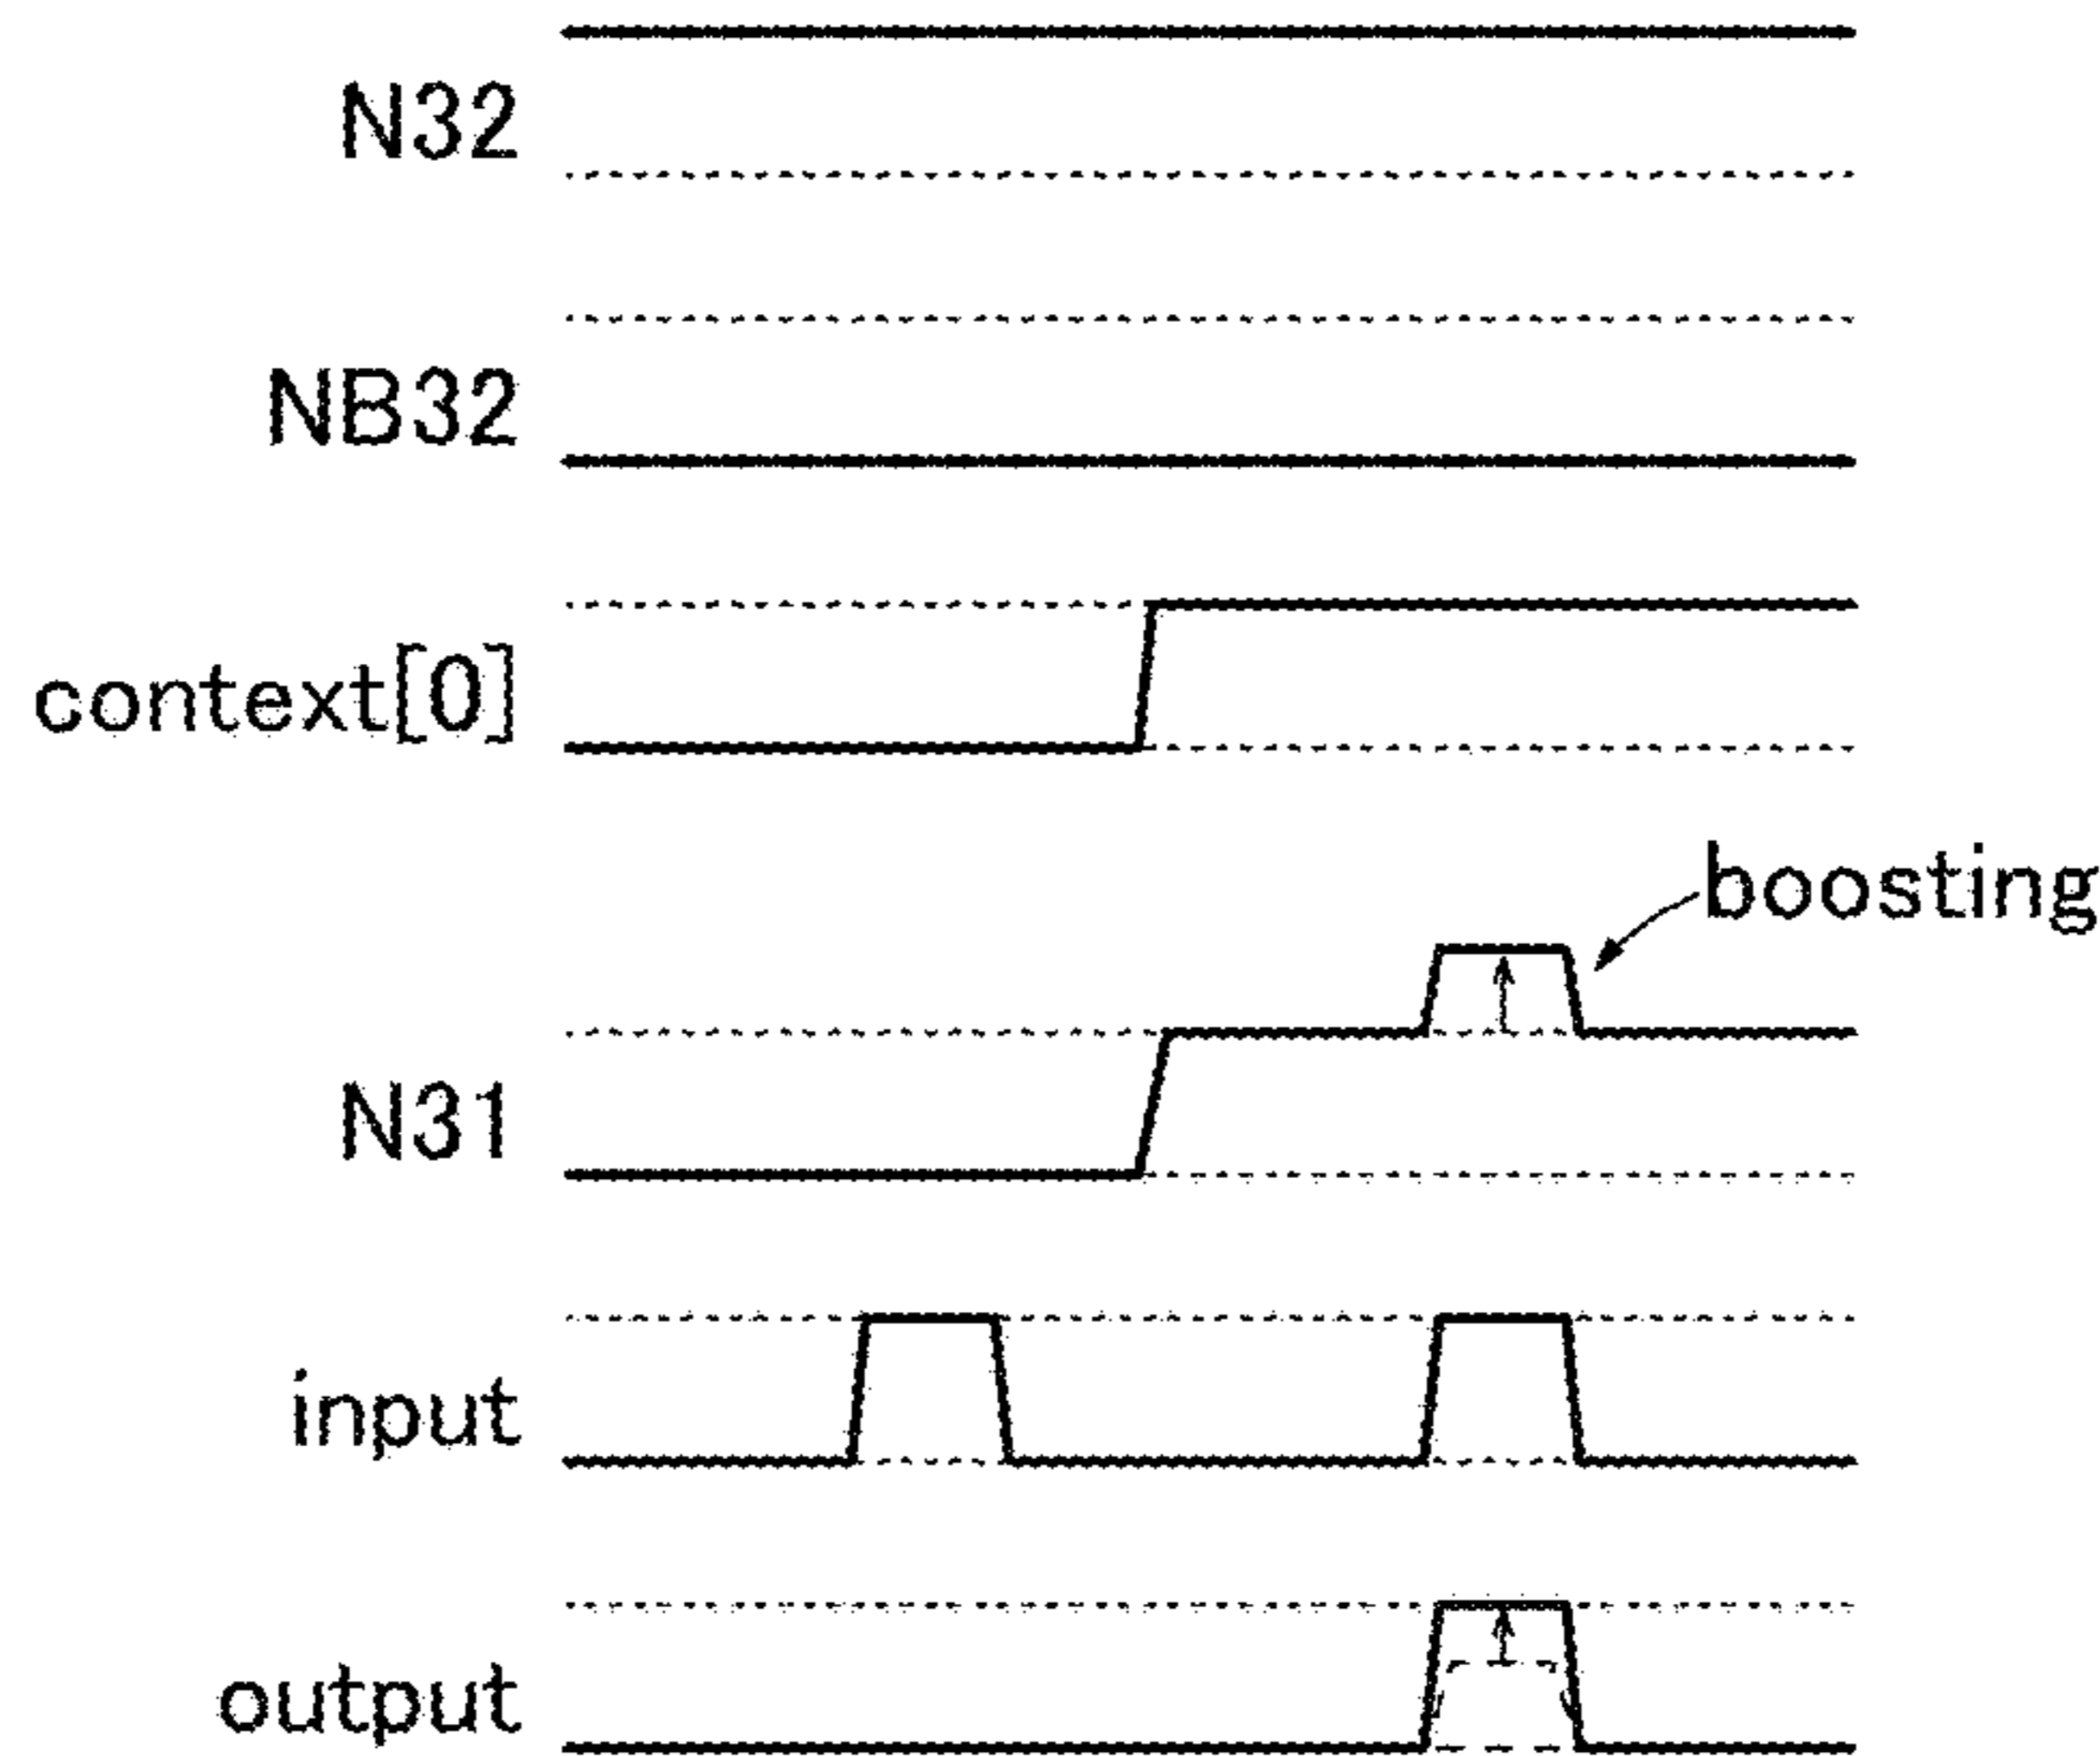 N32
NB32
context[0]
boosting
N31
input
output